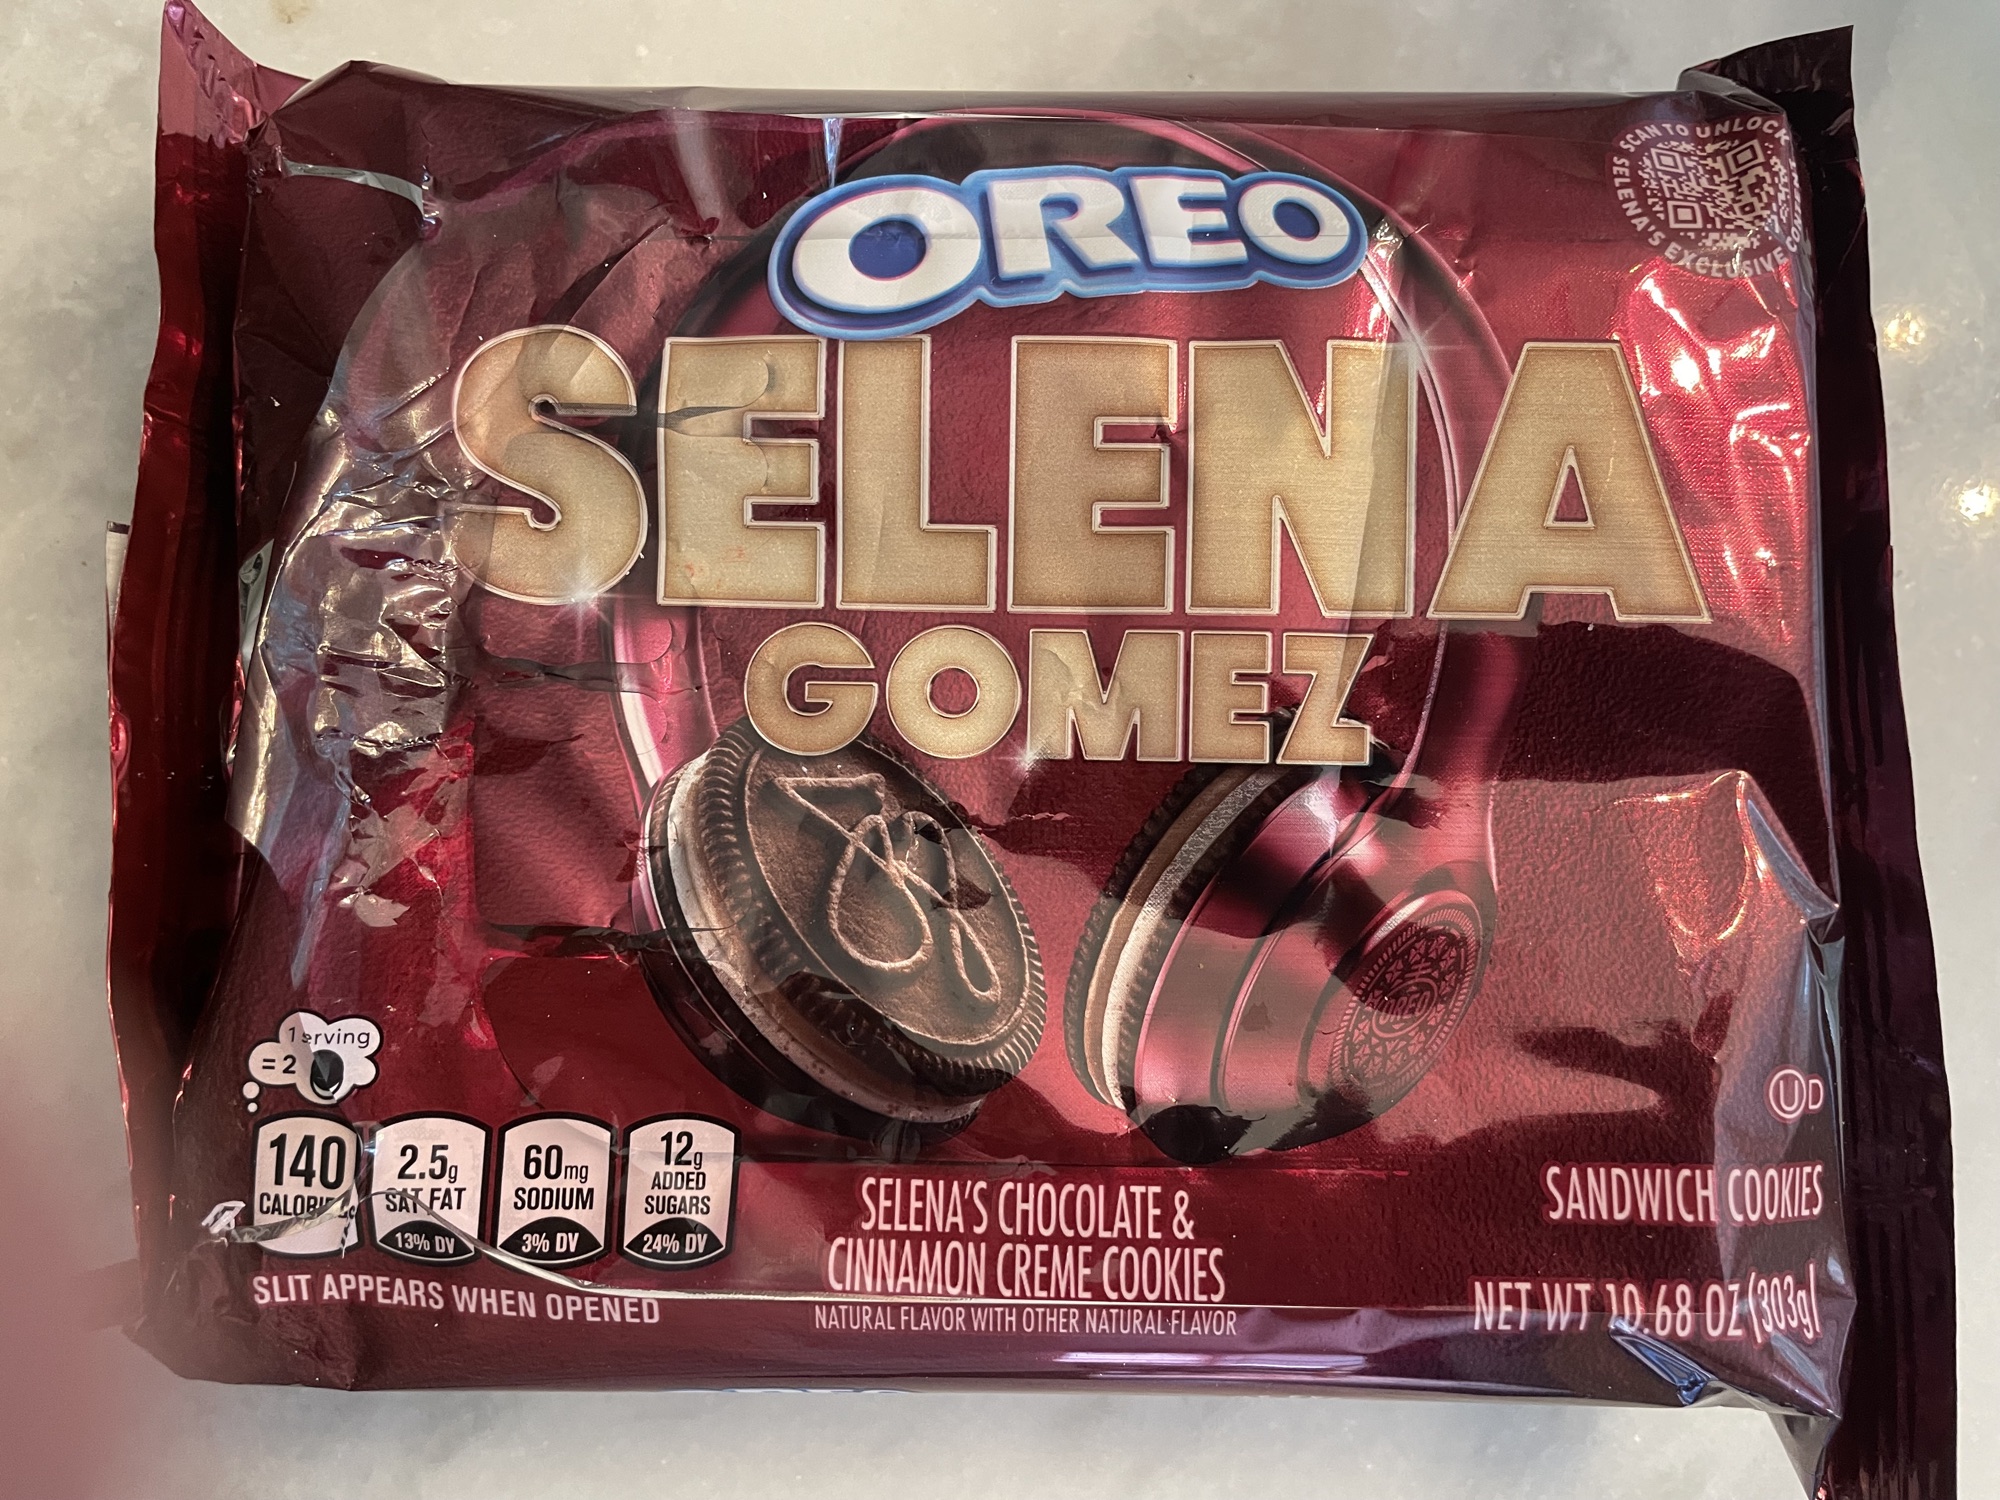 OREO
SCAN TO UNLOCK
SELENA'S EXCLUSIVE
SELENA
GOMEZ
OREO
1 serving
= 2
140
CALORIES
2.5g
SAT FAT
13% DV
60mg
SODIUM
3% DV
12g
ADDED
SUGARS
24% DV
SLIT APPEARS WHEN OPENED
SELENA'S CHOCOLATE &
CINNAMON CREME COOKIES
NATURAL FLAVOR WITH OTHER NATURAL FLAVOR
U D
SANDWICH COOKIES
NET WT 10.68 OZ (303g)